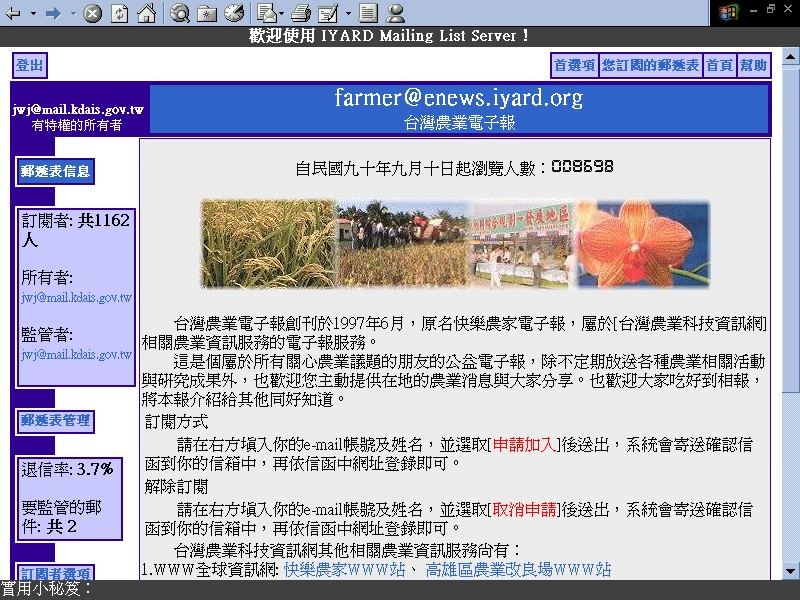 歡迎使用 IYARD Mailing List Server！
登出
首選項 您訂閱的郵遞表 首頁 幫助
jwj@mail.kdais.gov.tw
有特權的所有者
farmer@enews.iyard.org
台灣農業電子報
郵遞表信息
訂閱者: 共1162
人
所有者:
jwj@mail.kdais.gov.tw
監管者:
jwj@mail.kdais.gov.tw
郵遞表管理
退信率: 3.7%
要監管的郵
件: 共 2
訂閱者選項
自民國九十年九月十日起瀏覽人數：008698
台灣農業電子報創刊於1997年6月，原名快樂農家電子報，屬於[台灣農業科技資訊網]
相關農業資訊服務的電子報服務。
這是個屬於所有關心農業議題的朋友的公益電子報，除不定期放送各種農業相關活動
與研究成果外，也歡迎您主動提供在地的農業消息與大家分享。也歡迎大家吃好到相報，
將本報介紹給其他同好知道。
訂閱方式
請在右方填入你的e-mail帳號及姓名，並選取[申請加入]後送出，系統會寄送確認信
函到你的信箱中，再依信函中網址登錄即可。
解除訂閱
請在右方填入你的e-mail帳號及姓名，並選取[取消申請]後送出，系統會寄送確認信
函到你的信箱中，再依信函中網址登錄即可。
台灣農業科技資訊網其他相關農業資訊服務尚有：
1.WWW全球資訊網: 快樂農家WWW站、 高雄區農業改良場WWW站
實用小秘笈：